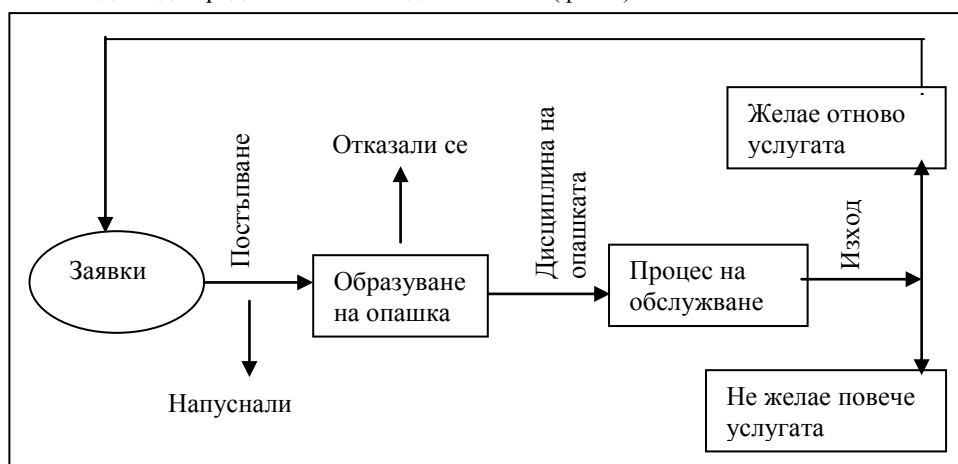 Желае отново
услугата
Отказали се
Постъпване
Дисциплина на
опашката
Изход
Заявки
Образуване
на опашка
Процес на
обслужване
Напуснали
Не желае повече
услугата